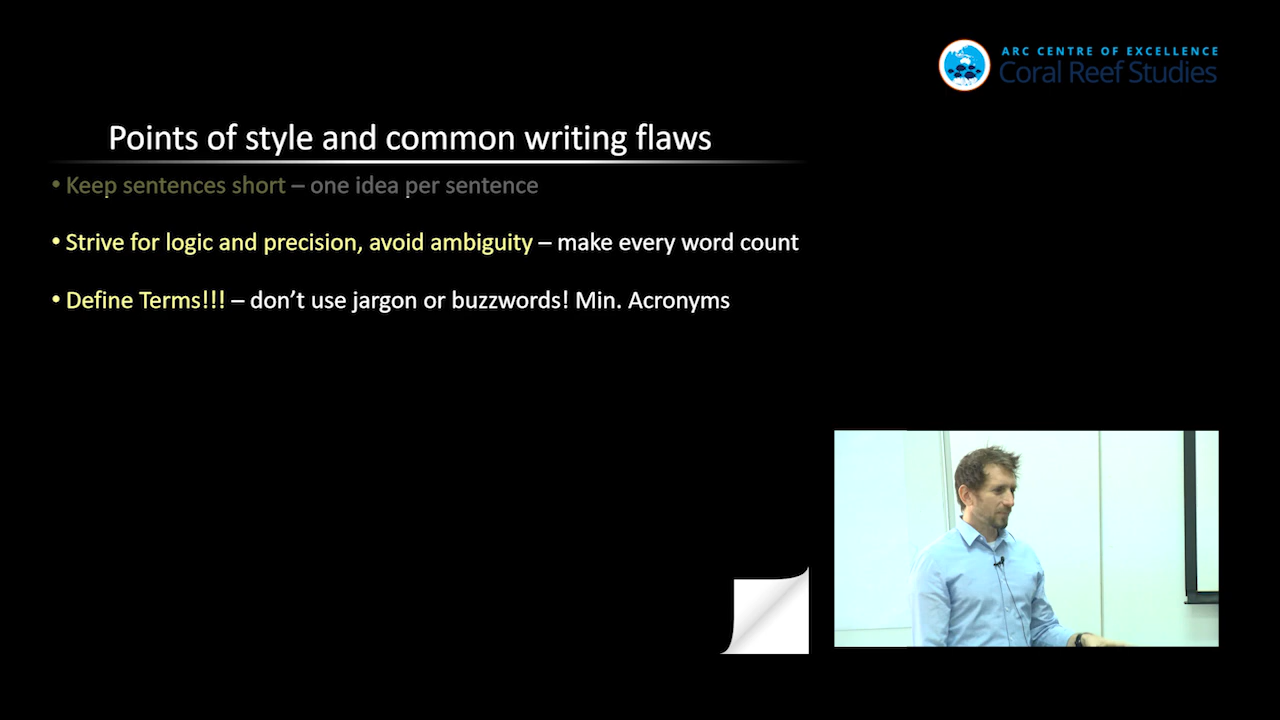 ARC CENTRE OF EXCELLENCE
Coral Reef Studies
Points of style and common writing flaws
• Keep sentences short – one idea per sentence
• Strive for logic and precision, avoid ambiguity – make every word count
• Define Terms!!! – don’t use jargon or buzzwords! Min. Acronyms